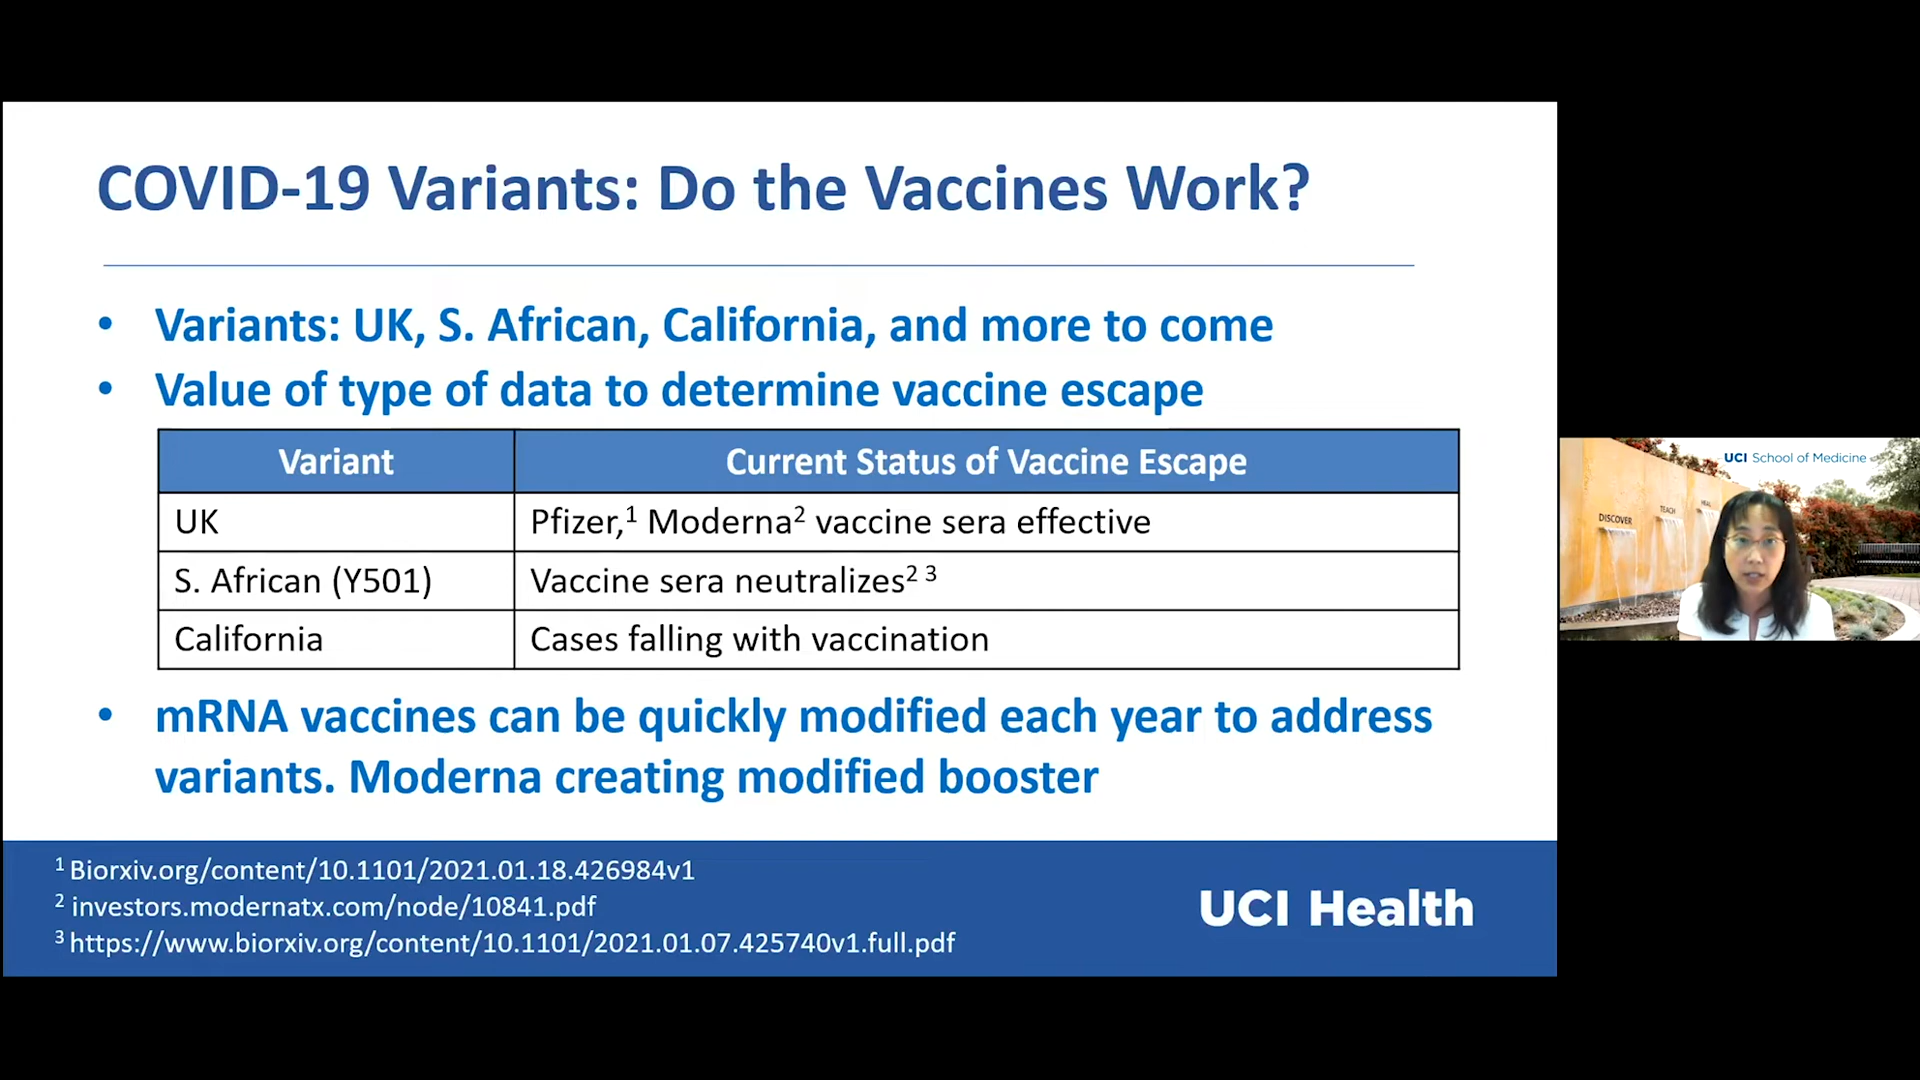 COVID-19 Variants: Do the Vaccines Work?
• Variants: UK, S. African, California, and more to come
• Value of type of data to determine vaccine escape
Variant Current Status of Vaccine Escape
UK Pfizer,¹ Moderna² vaccine sera effective
S. African (Y501) Vaccine sera neutralizes² ³
California Cases falling with vaccination
• mRNA vaccines can be quickly modified each year to address
variants. Moderna creating modified booster
¹ Biorxiv.org/content/10.1101/2021.01.18.426984v1
² investors.modernatx.com/node/10841.pdf
³ https://www.biorxiv.org/content/10.1101/2021.01.07.425740v1.full.pdf
UCI Health
UCI School of Medicine
DISCOVER
TEACH